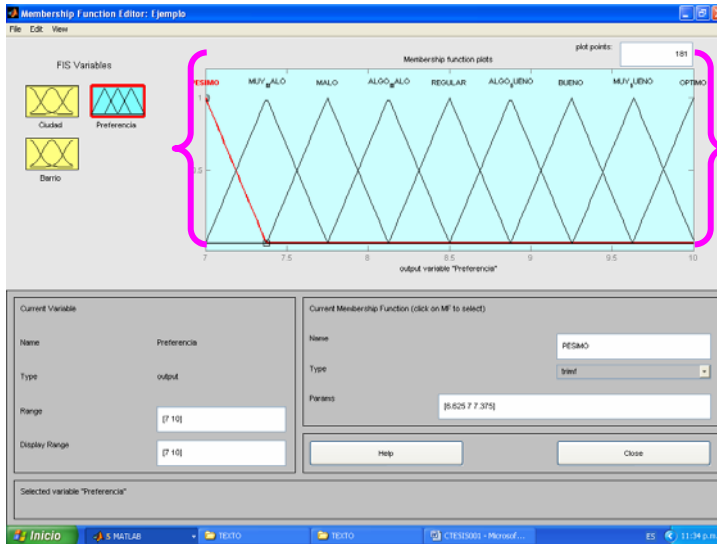 Membership Function Editor: Ejemplo
File Edit View
FIS Variables
Ciudad
Preferencia
Barrio
Membership function plots
plot points:
181
PESIMO MUY_MALO MALO ALGO_MALO REGULAR ALGO_BUENO BUENO MUY_BUENO OPTIMO
1
0.5
7 7.5 8 8.5 9 9.5 10
output variable "Preferencia"
Current Variable
Name Preferencia
Type output
Range [7 10]
Display Range [7 10]
Current Membership Function (click on MF to select)
Name PESIMO
Type trimf
Params [6.625 7 7.375]
Help Close
Selected variable "Preferencia"
Inicio S MATLAB TEXTO TEXTO CTESIS001 - Microsof... ES 11:34 p.m.